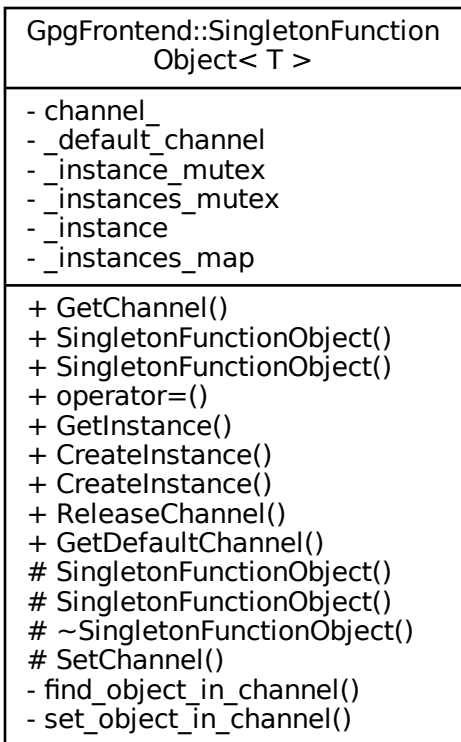 GpgFrontend::SingletonFunction
Object< T >
- channel_
- _default_channel
- _instance_mutex
- _instances_mutex
- _instance
- _instances_map
+ GetChannel()
+ SingletonFunctionObject()
+ SingletonFunctionObject()
+ operator=()
+ GetInstance()
+ CreateInstance()
+ CreateInstance()
+ ReleaseChannel()
+ GetDefaultChannel()
# SingletonFunctionObject()
# SingletonFunctionObject()
# ~SingletonFunctionObject()
# SetChannel()
- find_object_in_channel()
- set_object_in_channel()